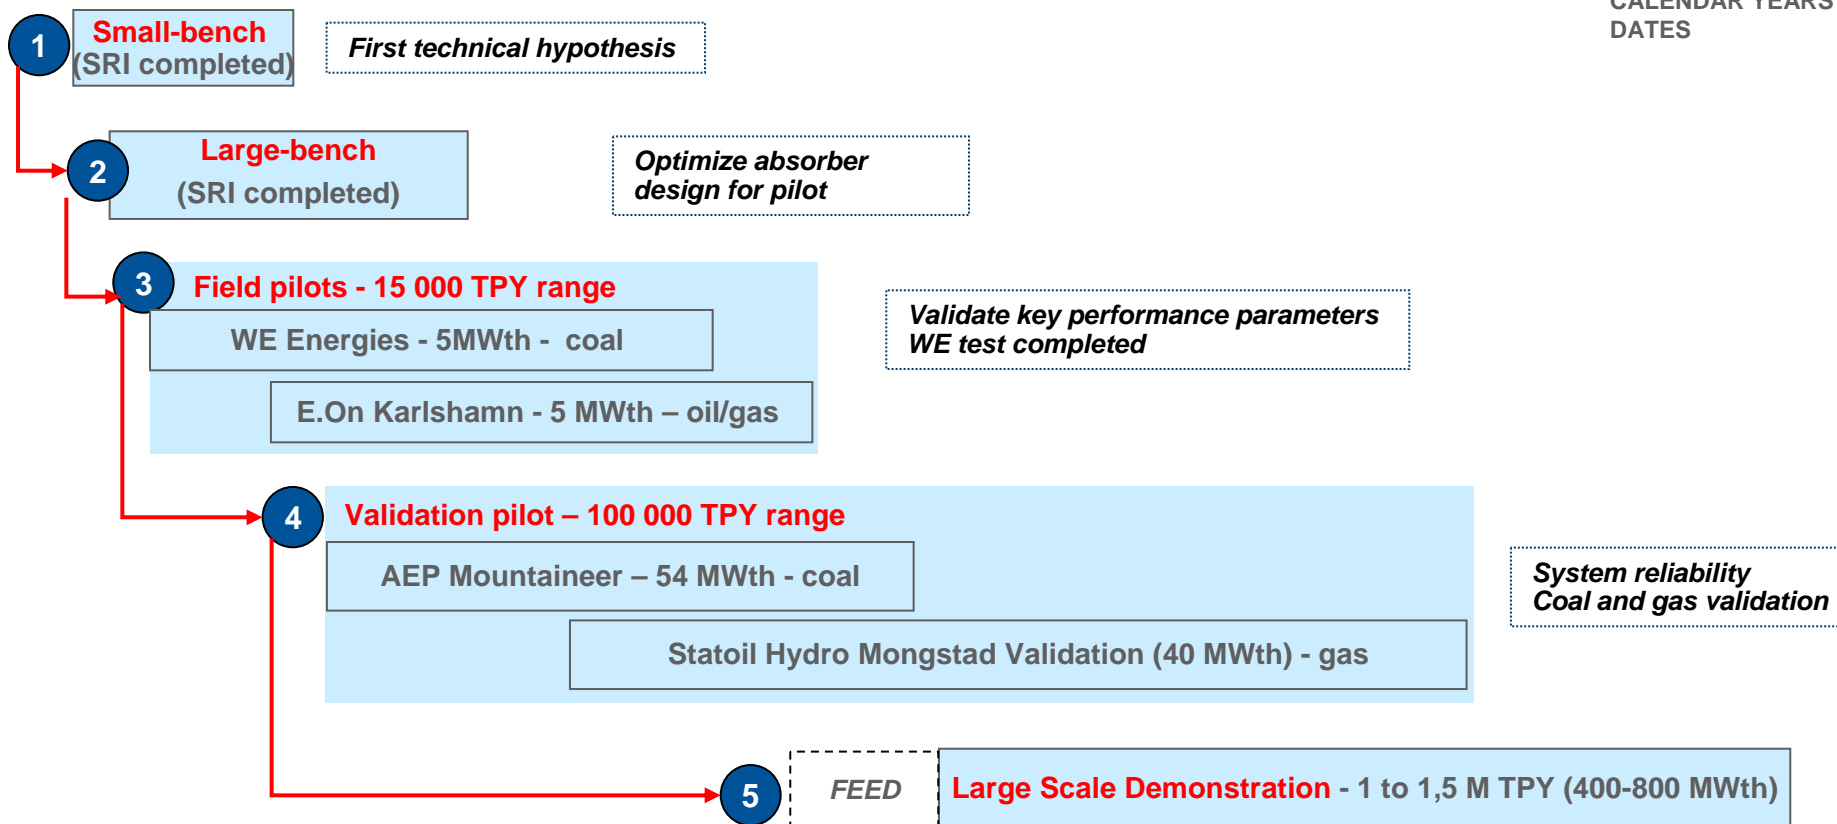 CALENDAR YEARS
DATES
1
Small-bench
(SRI completed)
First technical hypothesis
2
Large-bench
(SRI completed)
Optimize absorber
design for pilot
3
Field pilots - 15 000 TPY range
WE Energies - 5MWth - coal
E.On Karlshamn - 5 MWth – oil/gas
Validate key performance parameters
WE test completed
4
Validation pilot – 100 000 TPY range
AEP Mountaineer – 54 MWth - coal
Statoil Hydro Mongstad Validation (40 MWth) - gas
System reliability
Coal and gas validation
5
FEED
Large Scale Demonstration - 1 to 1,5 M TPY (400-800 MWth)